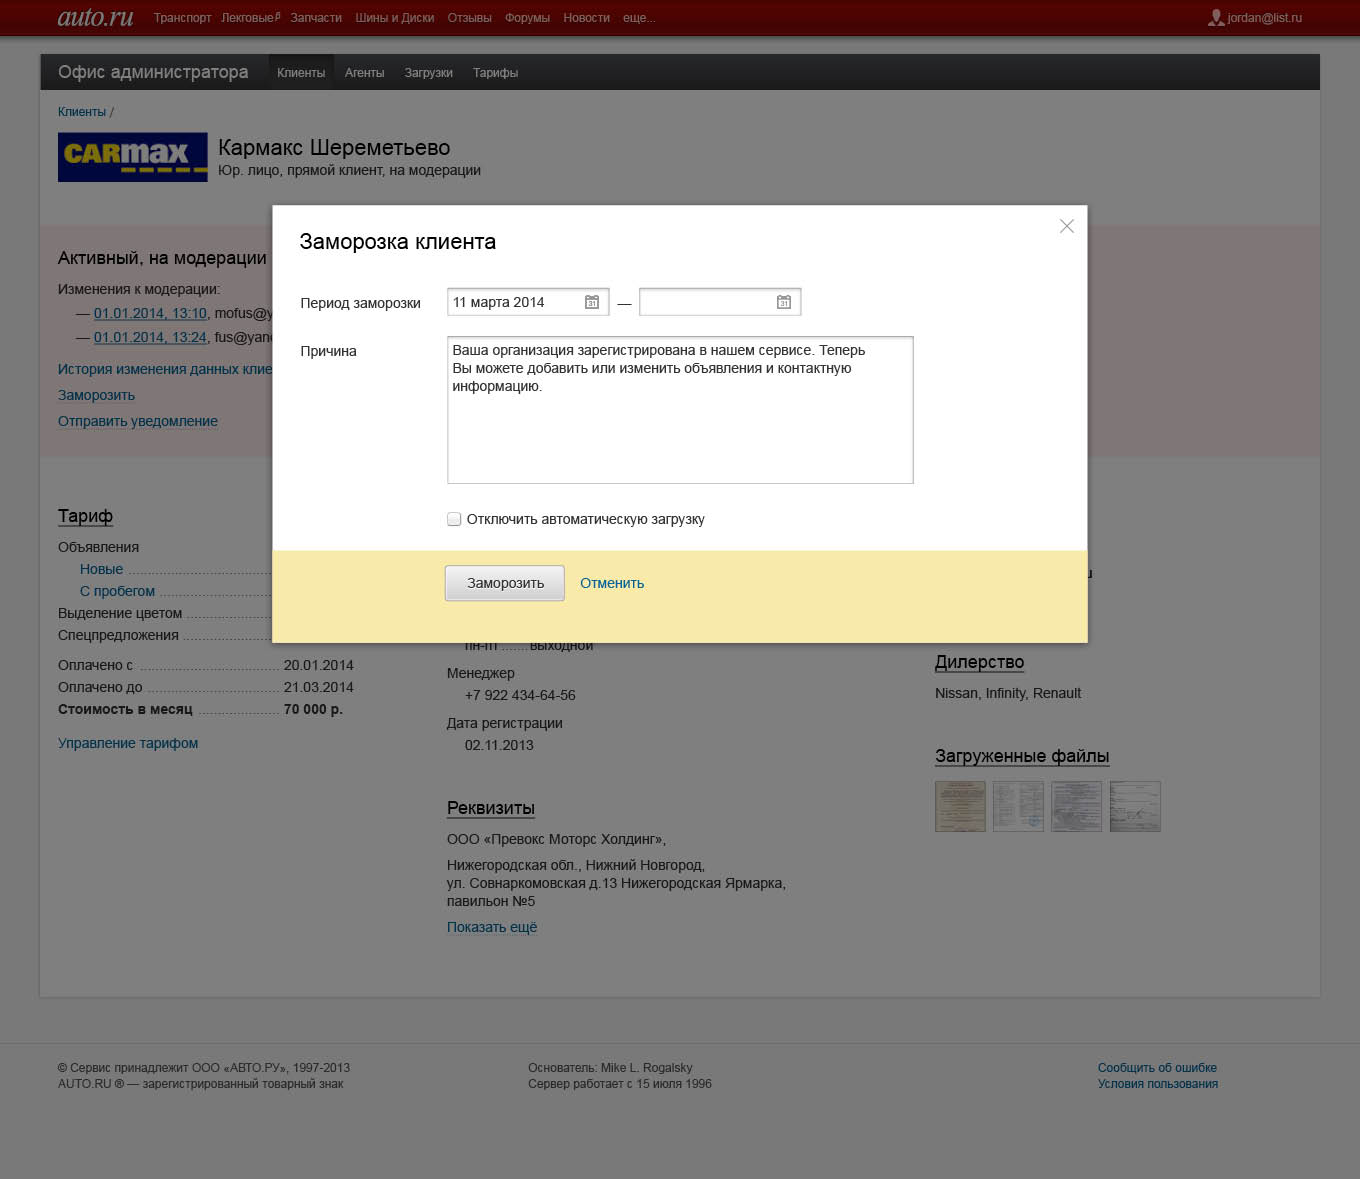 auto.ru Транспорт Легковые β Запчасти Шины и Диски Отзывы Форумы Новости еще... jordan@list.ru
Офис администратора Клиенты Агенты Загрузки Тарифы
Клиенты /
CARMAX
Кармакс Шереметьево
Юр. лицо, прямой клиент, на модерации
Активный, на модерации
Изменения к модерации:
— 01.01.2014, 13:10, mofus@y
— 01.01.2014, 13:24, fus@yan
История изменения данных клие
Заморозить
Отправить уведомление
Заморозка клиента
Период заморозки 11 марта 2014 —
Причина
Ваша организация зарегистрирована в нашем сервисе. Теперь
Вы можете добавить или изменить объявления и контактную
информацию.
Отключить автоматическую загрузку
Заморозить Отменить
Тариф
Объявления
Новые
С пробегом
Выделение цветом
Спецпредложения
Оплачено с 20.01.2014
Оплачено до 21.03.2014
Стоимость в месяц 70 000 р.
Управление тарифом
пн-пт ....... выходной
Менеджер
+7 922 434-64-56
Дата регистрации
02.11.2013
Реквизиты
ООО «Превокс Моторс Холдинг»,
Нижегородская обл., Нижний Новгород,
ул. Совнаркомовская д.13 Нижегородская Ярмарка,
павильон №5
Показать ещё
Дилерство
Nissan, Infinity, Renault
Загруженные файлы
© Сервис принадлежит ООО «АВТО.РУ», 1997-2013
AUTO.RU ® — зарегистрированный товарный знак
Основатель: Mike L. Rogalsky
Сервер работает с 15 июля 1996
Сообщить об ошибке
Условия пользования